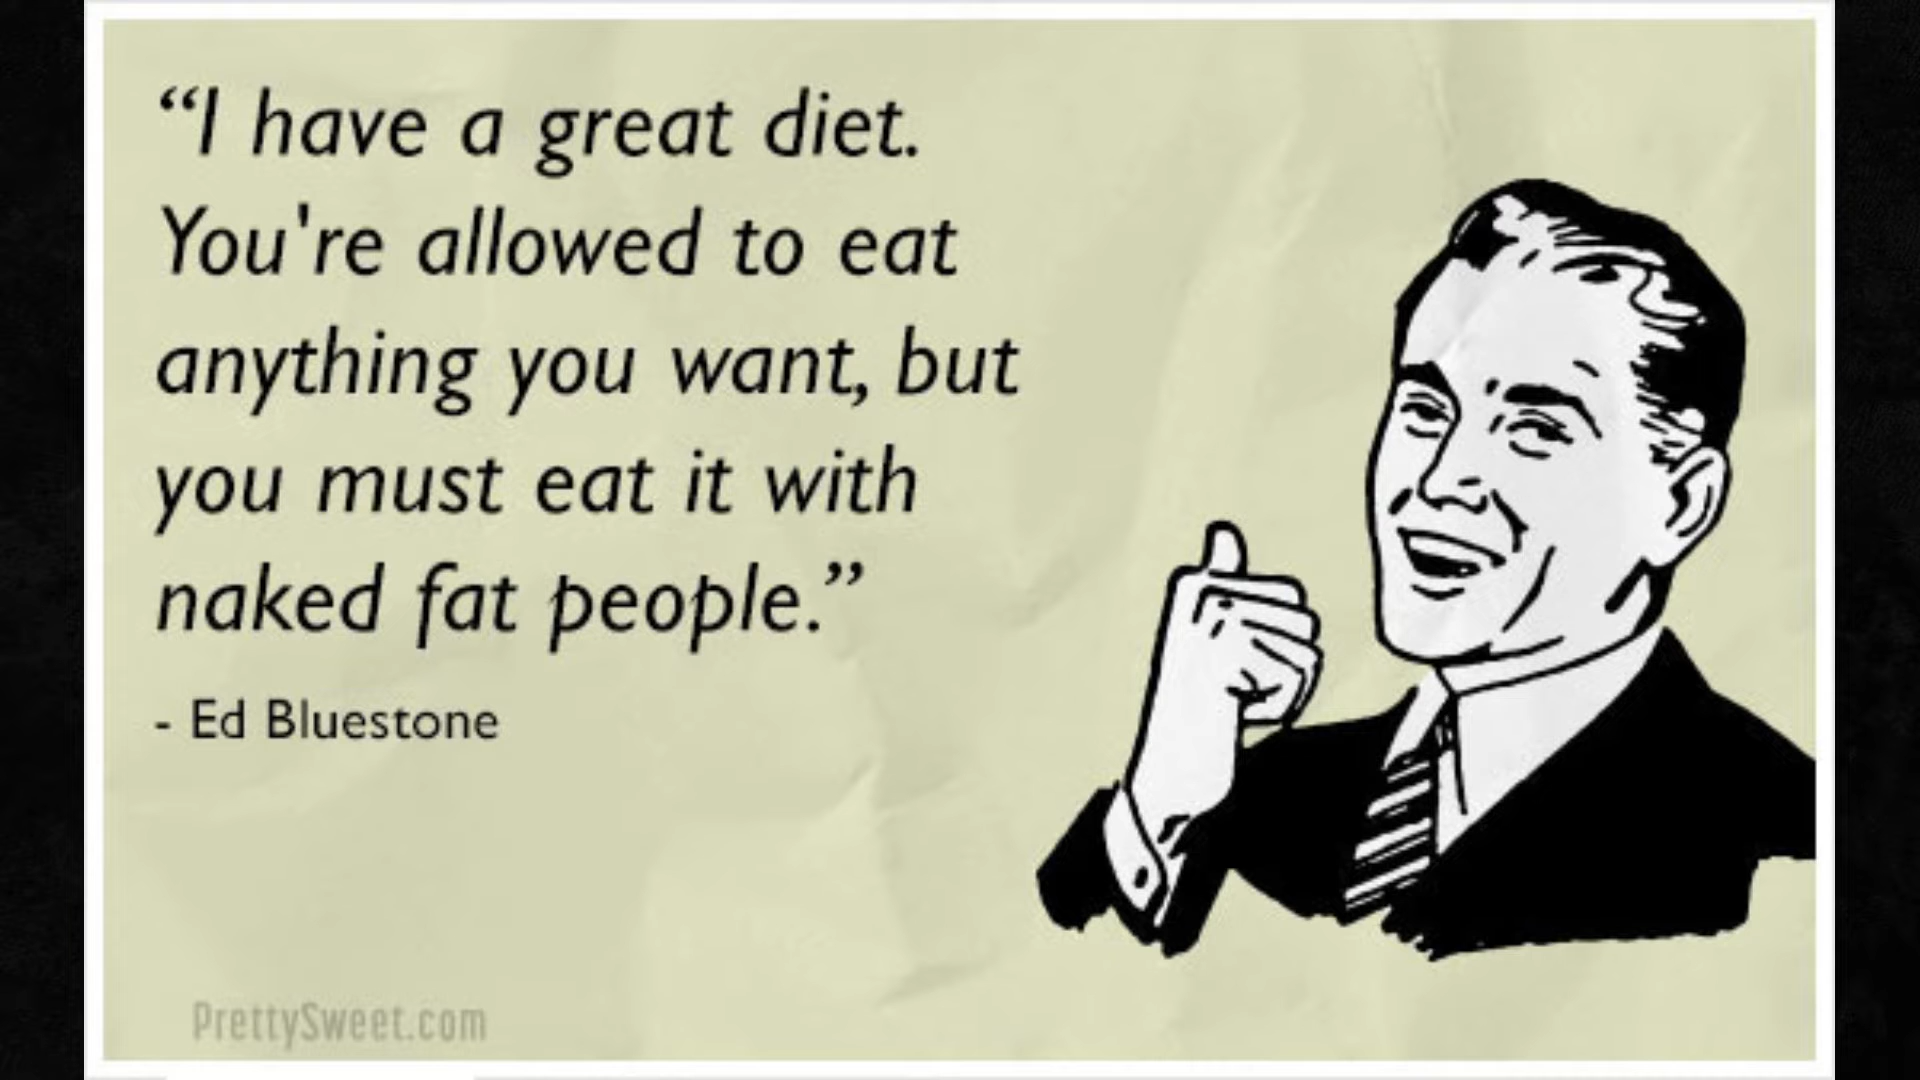 “I have a great diet.
You're allowed to eat
anything you want, but
you must eat it with
naked fat people.”
- Ed Bluestone
PrettySweet.com